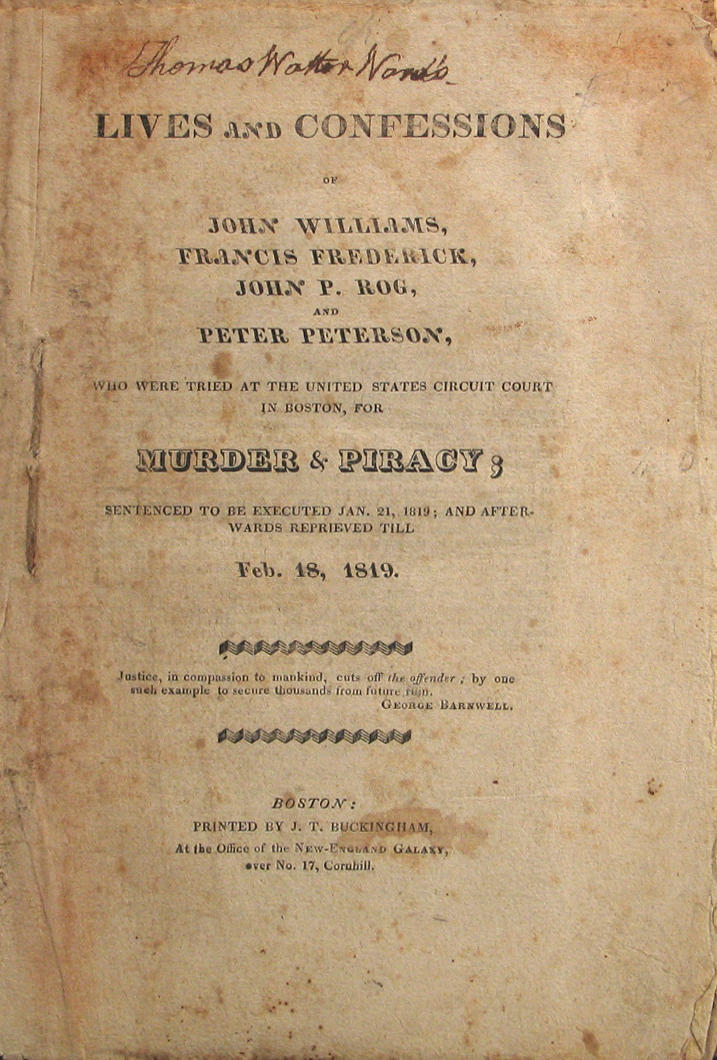 Thomas Walter Ward's
LIVES AND CONFESSIONS
OF
JOHN WILLIAMS,
FRANCIS FREDERICK,
JOHN P. ROG,
AND
PETER PETERSON,
WHO WERE TRIED AT THE UNITED STATES CIRCUIT COURT
IN BOSTON, FOR
MURDER & PIRACY;
SENTENCED TO BE EXECUTED JAN. 21, 1819; AND AFTER-
WARDS REPRIEVED TILL
Feb. 18, 1819.
Justice, in compassion to mankind, cuts off the offender; by one
such example to secure thousands from future ruin.
GEORGE BARNWELL.
BOSTON:
PRINTED BY J. T. BUCKINGHAM,
At the Office of the NEW-ENGLAND GALAXY,
over No. 17, Cornhill.